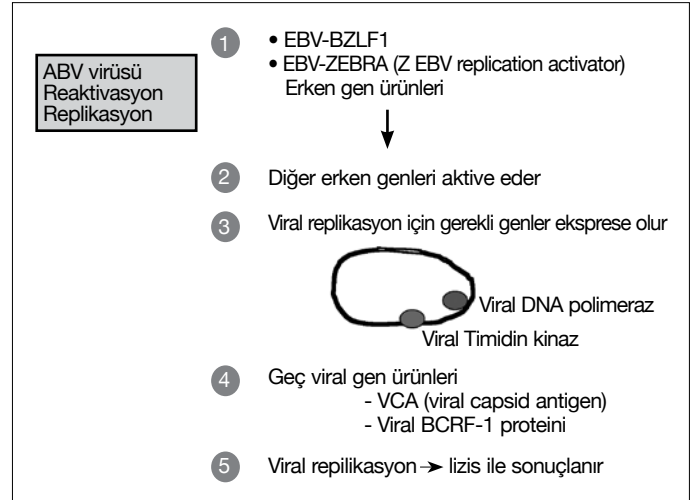 ABV virüsü
Reaktivasyon
Replikasyon
1
• EBV-BZLF1
• EBV-ZEBRA (Z EBV replication activator)
Erken gen ürünleri
2 Diğer erken genleri aktive eder
3 Viral replikasyon için gerekli genler eksprese olur
Viral DNA polimeraz
Viral Timidin kinaz
4 Geç viral gen ürünleri
- VCA (viral capsid antigen)
- Viral BCRF-1 proteini
5 Viral repilikasyon → lizis ile sonuçlanır